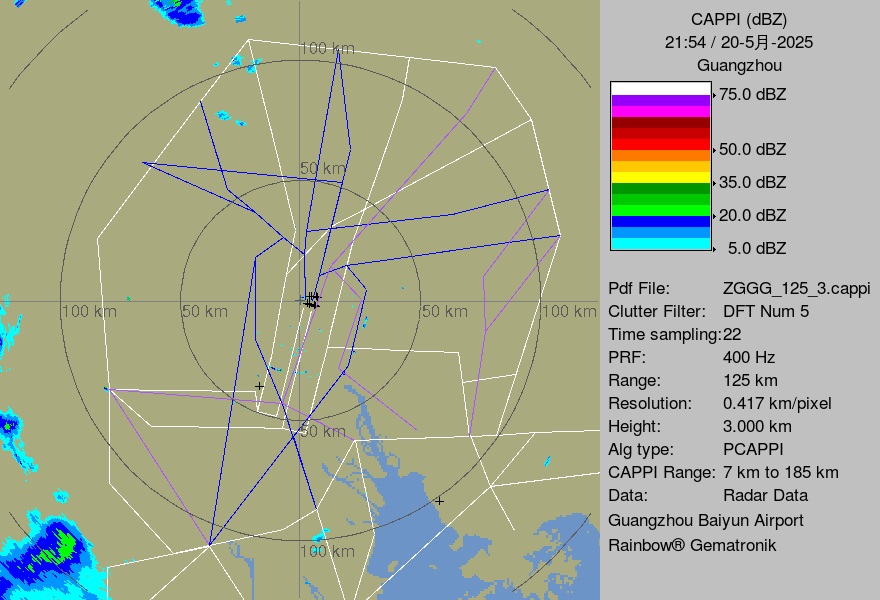 100 km
50 km
100 km
50 km
50 km
100 km
50 km
100 km
CAPPI (dBZ)
21:54 / 20-5月-2025
Guangzhou
75.0 dBZ
50.0 dBZ
35.0 dBZ
20.0 dBZ
5.0 dBZ
Pdf File: ZGGG_125_3.cappi
Clutter Filter: DFT Num 5
Time sampling:22
PRF: 400 Hz
Range: 125 km
Resolution: 0.417 km/pixel
Height: 3.000 km
Alg type: PCAPPI
CAPPI Range: 7 km to 185 km
Data: Radar Data
Guangzhou Baiyun Airport
Rainbow® Gematronik